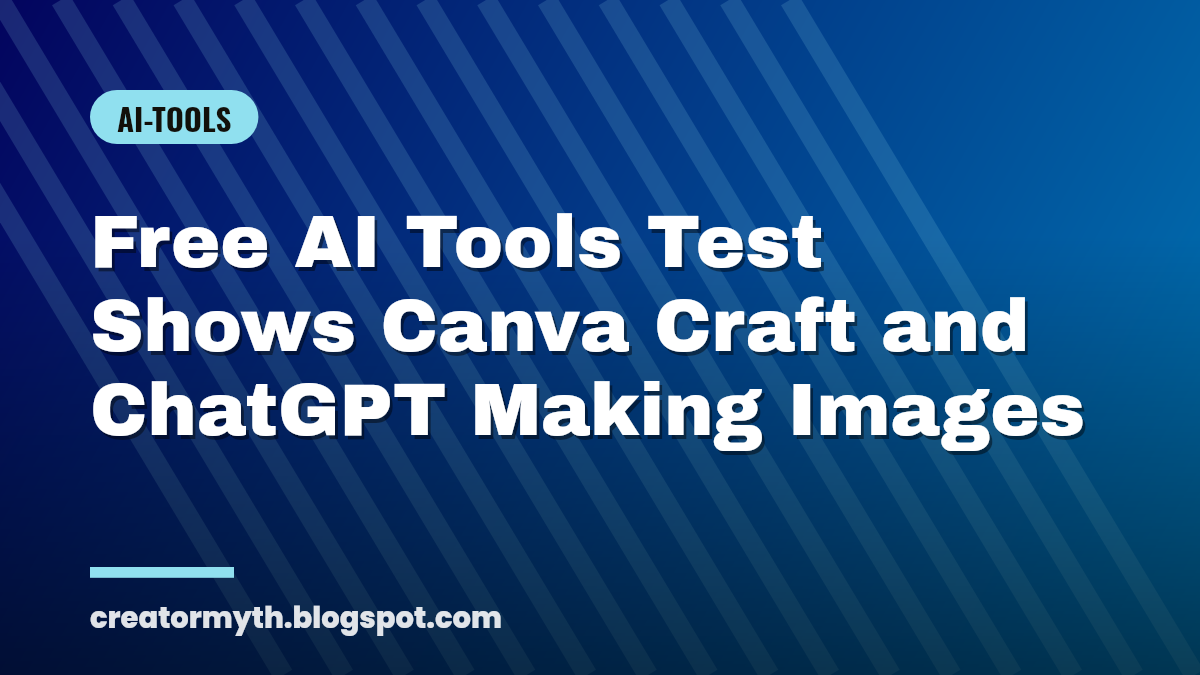 AI-TOOLS
Free AI Tools Test
Shows Canva Craft and
ChatGPT Making Images
creatormyth.blogspot.com